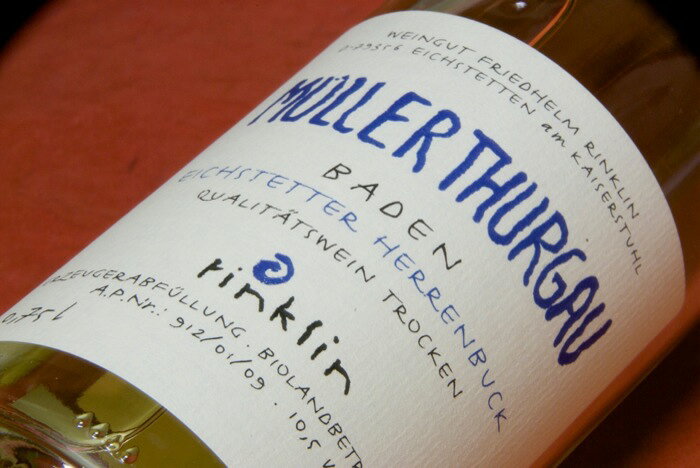 WEINGUT FRIEDHELM RINKLIN
D-79356 EICHSTETTEN am KAISERSTUHL
MÜLLER THURGAU
BADEN
EICHSTETTER HERRENBUCK
QUALITÄTSWEIN TROCKEN
rinklin
ERZEUGERABFÜLLUNG. BIOLANDBETR
A.P.Nr.: 912/01/09. 10,5 V
0,75 l